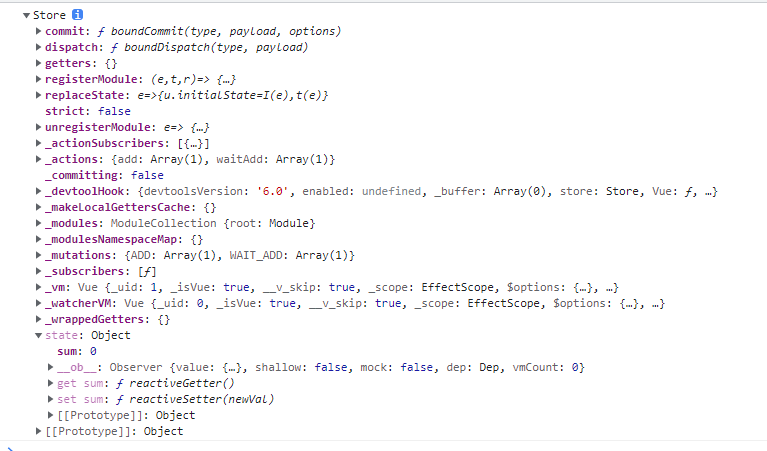 Store i
commit: ƒ boundCommit(type, payload, options)
dispatch: ƒ boundDispatch(type, payload)
getters: {}
registerModule: (e,t,r)=> {…}
replaceState: e=>{u.initialState=I(e),t(e)}
strict: false
unregisterModule: e=> {…}
_actionSubscribers: [{…}]
_actions: {add: Array(1), waitAdd: Array(1)}
_committing: false
_devtoolHook: {devtoolsVersion: '6.0', enabled: undefined, _buffer: Array(0), store: Store, Vue: ƒ, …}
_makeLocalGettersCache: {}
_modules: ModuleCollection {root: Module}
_modulesNamespaceMap: {}
_mutations: {ADD: Array(1), WAIT_ADD: Array(1)}
_subscribers: [ƒ]
_vm: Vue {_uid: 1, _isVue: true, __v_skip: true, _scope: EffectScope, $options: {…}, …}
_watcherVM: Vue {_uid: 0, _isVue: true, __v_skip: true, _scope: EffectScope, $options: {…}, …}
_wrappedGetters: {}
state: Object
sum: 0
__ob__: Observer {value: {…}, shallow: false, mock: false, dep: Dep, vmCount: 0}
get sum: ƒ reactiveGetter()
set sum: ƒ reactiveSetter(newVal)
[[Prototype]]: Object
[[Prototype]]: Object